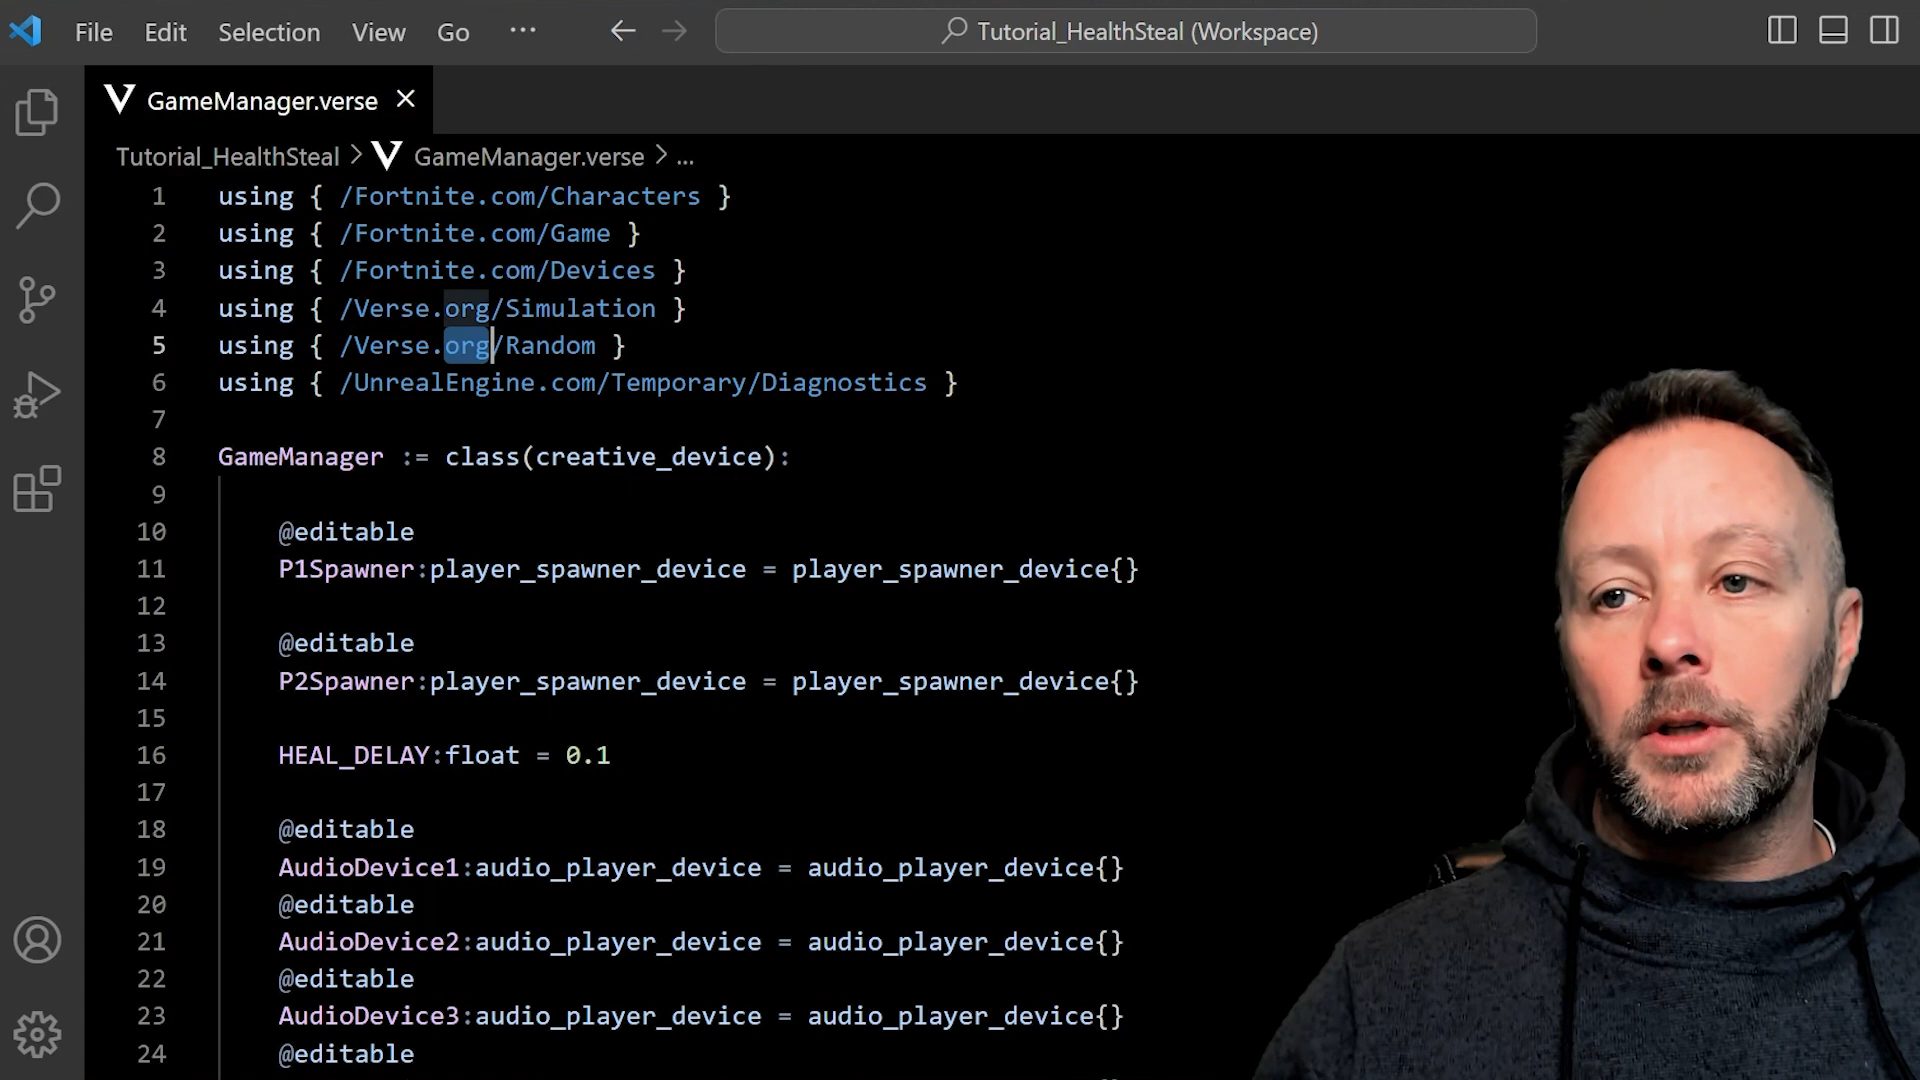 File Edit Selection View Go ... Tutorial_HealthSteal (Workspace)
GameManager.verse
Tutorial_HealthSteal > GameManager.verse > ...
1 using { /Fortnite.com/Characters }
2 using { /Fortnite.com/Game }
3 using { /Fortnite.com/Devices }
4 using { /Verse.org/Simulation }
5 using { /Verse.org/Random }
6 using { /UnrealEngine.com/Temporary/Diagnostics }
7
8 GameManager := class(creative_device):
9
10 @editable
11 P1Spawner:player_spawner_device = player_spawner_device{}
12
13 @editable
14 P2Spawner:player_spawner_device = player_spawner_device{}
15
16 HEAL_DELAY:float = 0.1
17
18 @editable
19 AudioDevice1:audio_player_device = audio_player_device{}
20 @editable
21 AudioDevice2:audio_player_device = audio_player_device{}
22 @editable
23 AudioDevice3:audio_player_device = audio_player_device{}
24 @editable